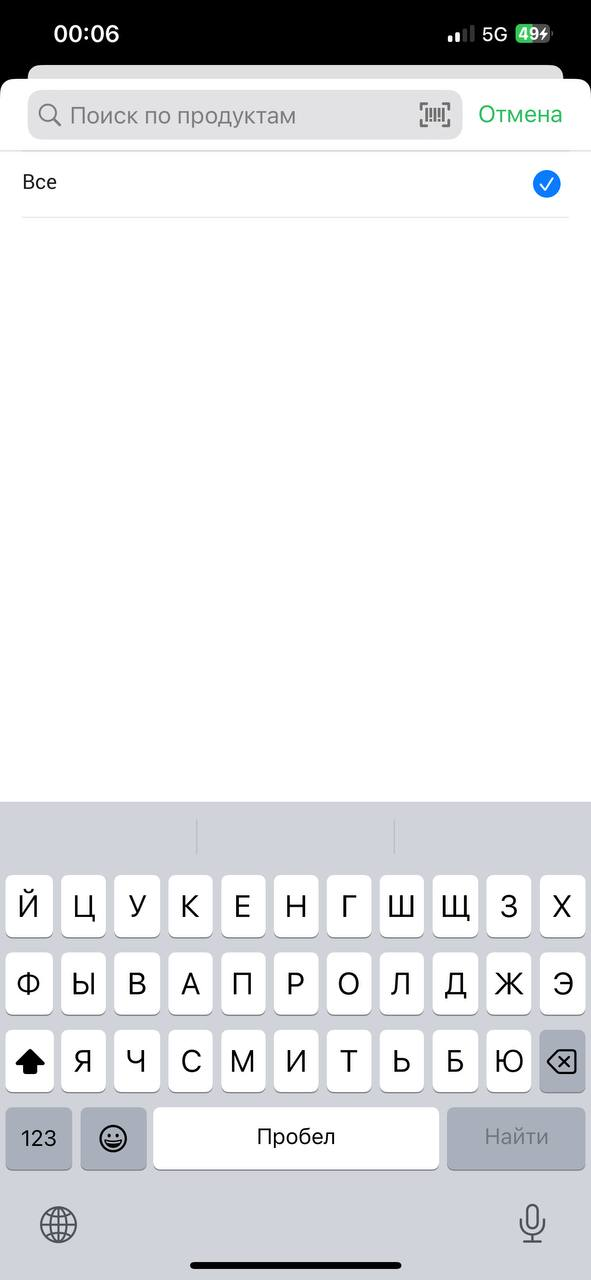 00:06 5G 49
Поиск по продуктам Отмена
Все
Й Ц У К Е Н Г Ш Щ З Х
Ф Ы В А П Р О Л Д Ж Э
Я Ч С М И Т Ь Б Ю
123 Пробел Найти